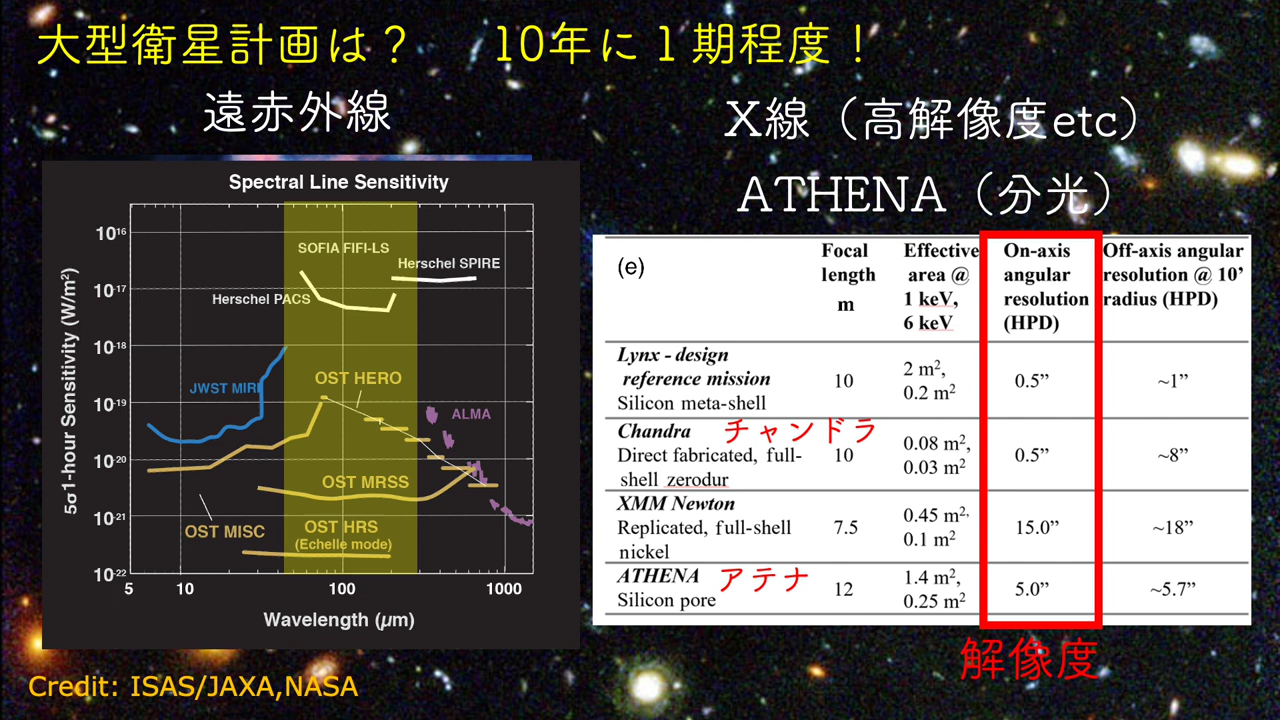 大型衛星計画は？ 10年に１期程度！
遠赤外線
X線（高解像度etc）
ATHENA（分光）
Spectral Line Sensitivity
5σ1-hour Sensitivity (W/m²)
10¹⁶
10⁻¹⁷
10⁻¹⁸
10⁻¹⁹
10⁻²⁰
10⁻²¹
10⁻²²
SOFIA FIFI-LS
Herschel SPIRE
Herschel PACS
OST HERO
JWST MIRI
ALMA
OST MRSS
OST MISC
OST HRS
(Echelle mode)
5 10 100 1000
Wavelength (μm)
(e)
Focal
length
m
Effective
area @
1 keV,
6 keV
On-axis
angular
resolution
(HPD)
Off-axis angular
resolution @ 10’
radius (HPD)
Lynx - design
reference mission
Silicon meta-shell
10
2 m²,
0.2 m²
0.5”
~1”
Chandra チャンドラ
Direct fabricated, full-
shell zerodur
10
0.08 m²,
0.03 m²
0.5”
~8”
XMM Newton
Replicated, full-shell
nickel
7.5
0.45 m²,
0.1 m²
15.0”
~18”
ATHENA アテナ
Silicon pore
12
1.4 m²,
0.25 m²
5.0”
~5.7”
解像度
Credit: ISAS/JAXA,NASA